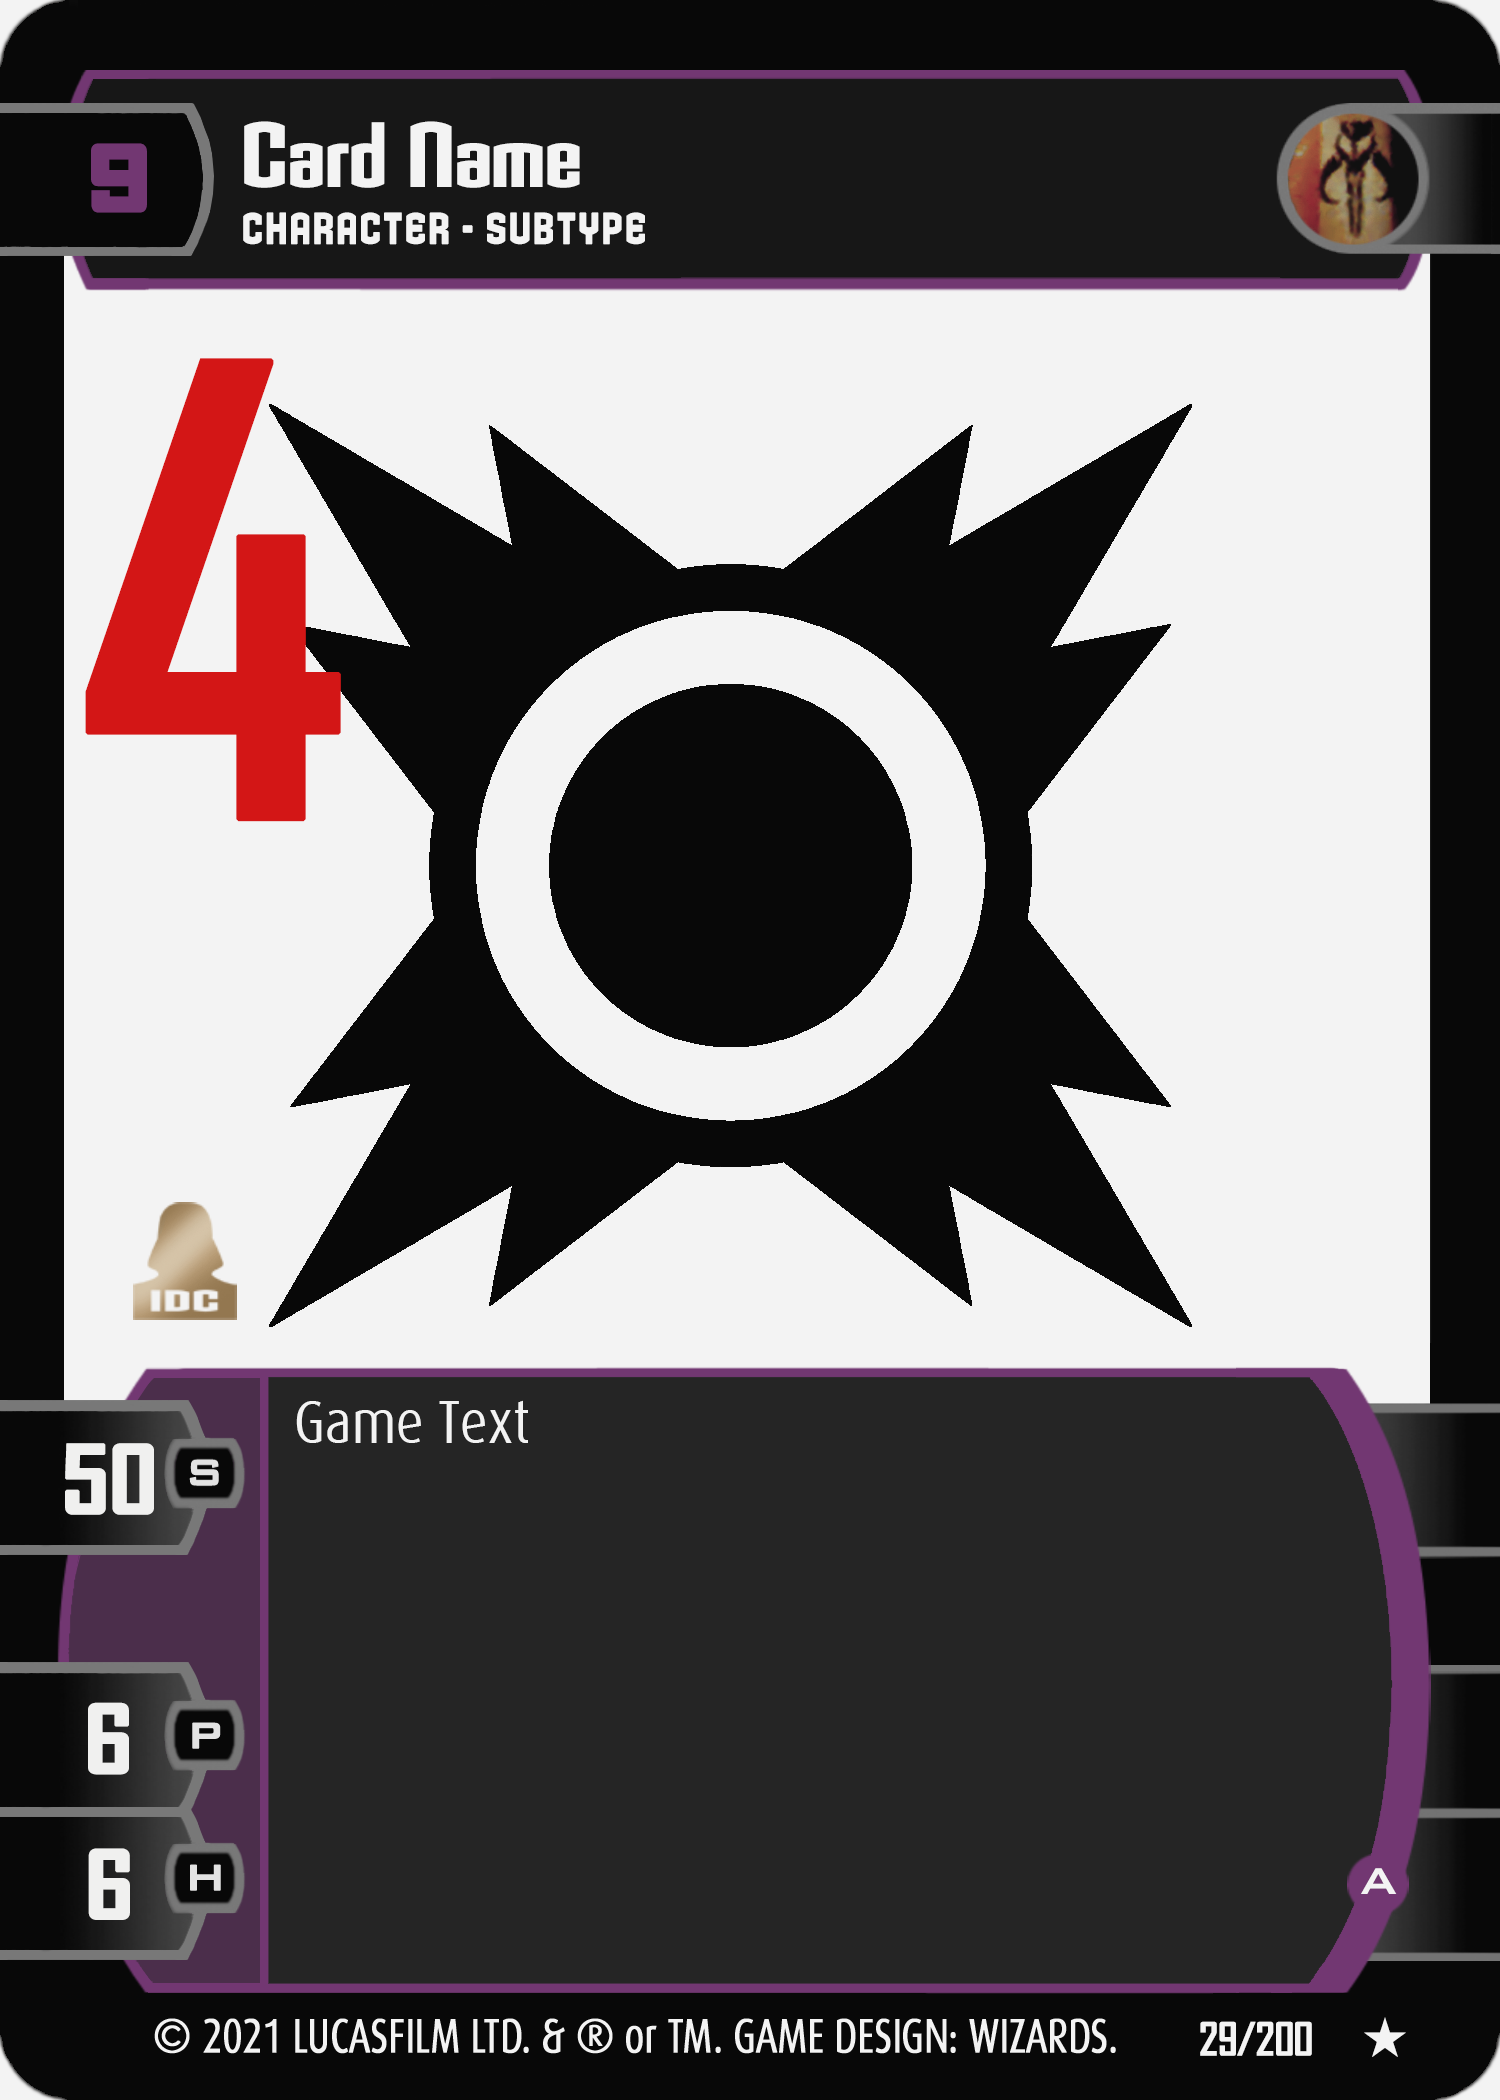 9
Card Name
CHARACTER - SUBTYPE
4
IDC
50 S
Game Text
6 P
6 H
A
© 2021 LUCASFILM LTD. & ® or TM. GAME DESIGN: WIZARDS.
29/200 ★